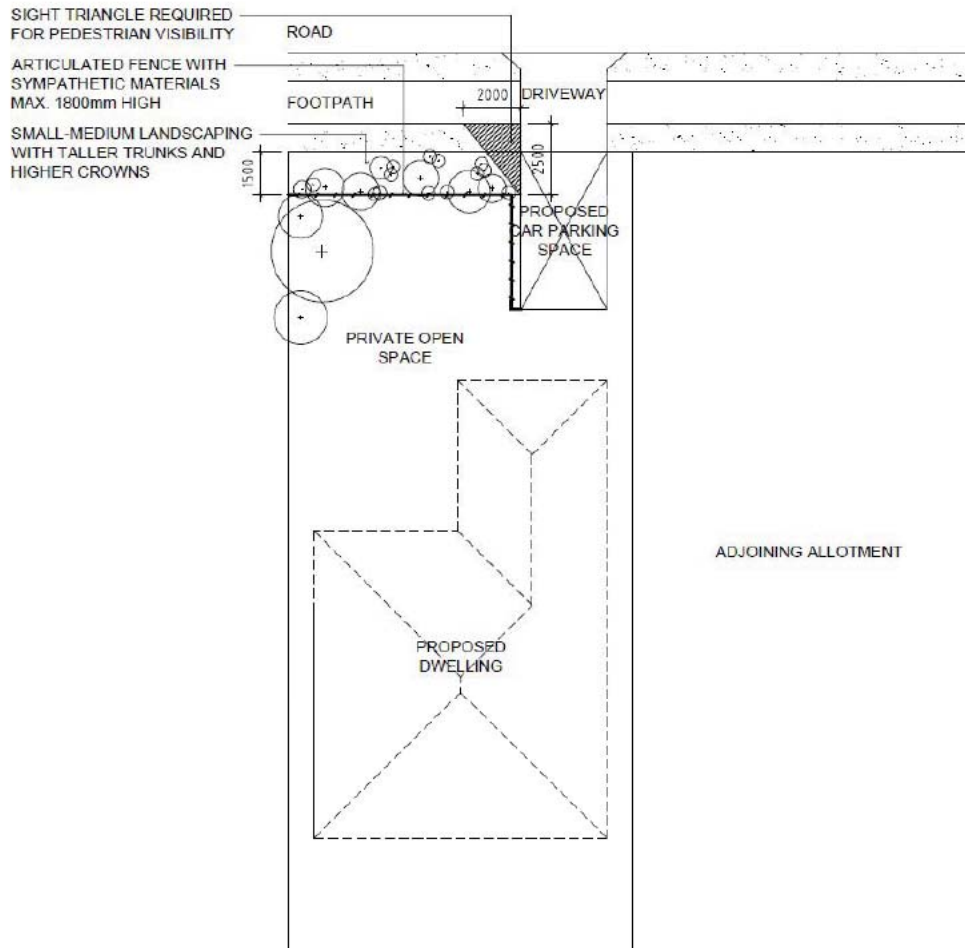 SIGHT TRIANGLE REQUIRED
FOR PEDESTRIAN VISIBILITY
ROAD
ARTICULATED FENCE WITH
SYMPATHETIC MATERIALS
MAX. 1800mm HIGH
FOOTPATH
2000
DRIVEWAY
SMALL-MEDIUM LANDSCAPING
WITH TALLER TRUNKS AND
HIGHER CROWNS
1500
2500
PROPOSED
CAR PARKING
SPACE
PRIVATE OPEN
SPACE
ADJOINING ALLOTMENT
PROPOSED
DWELLING